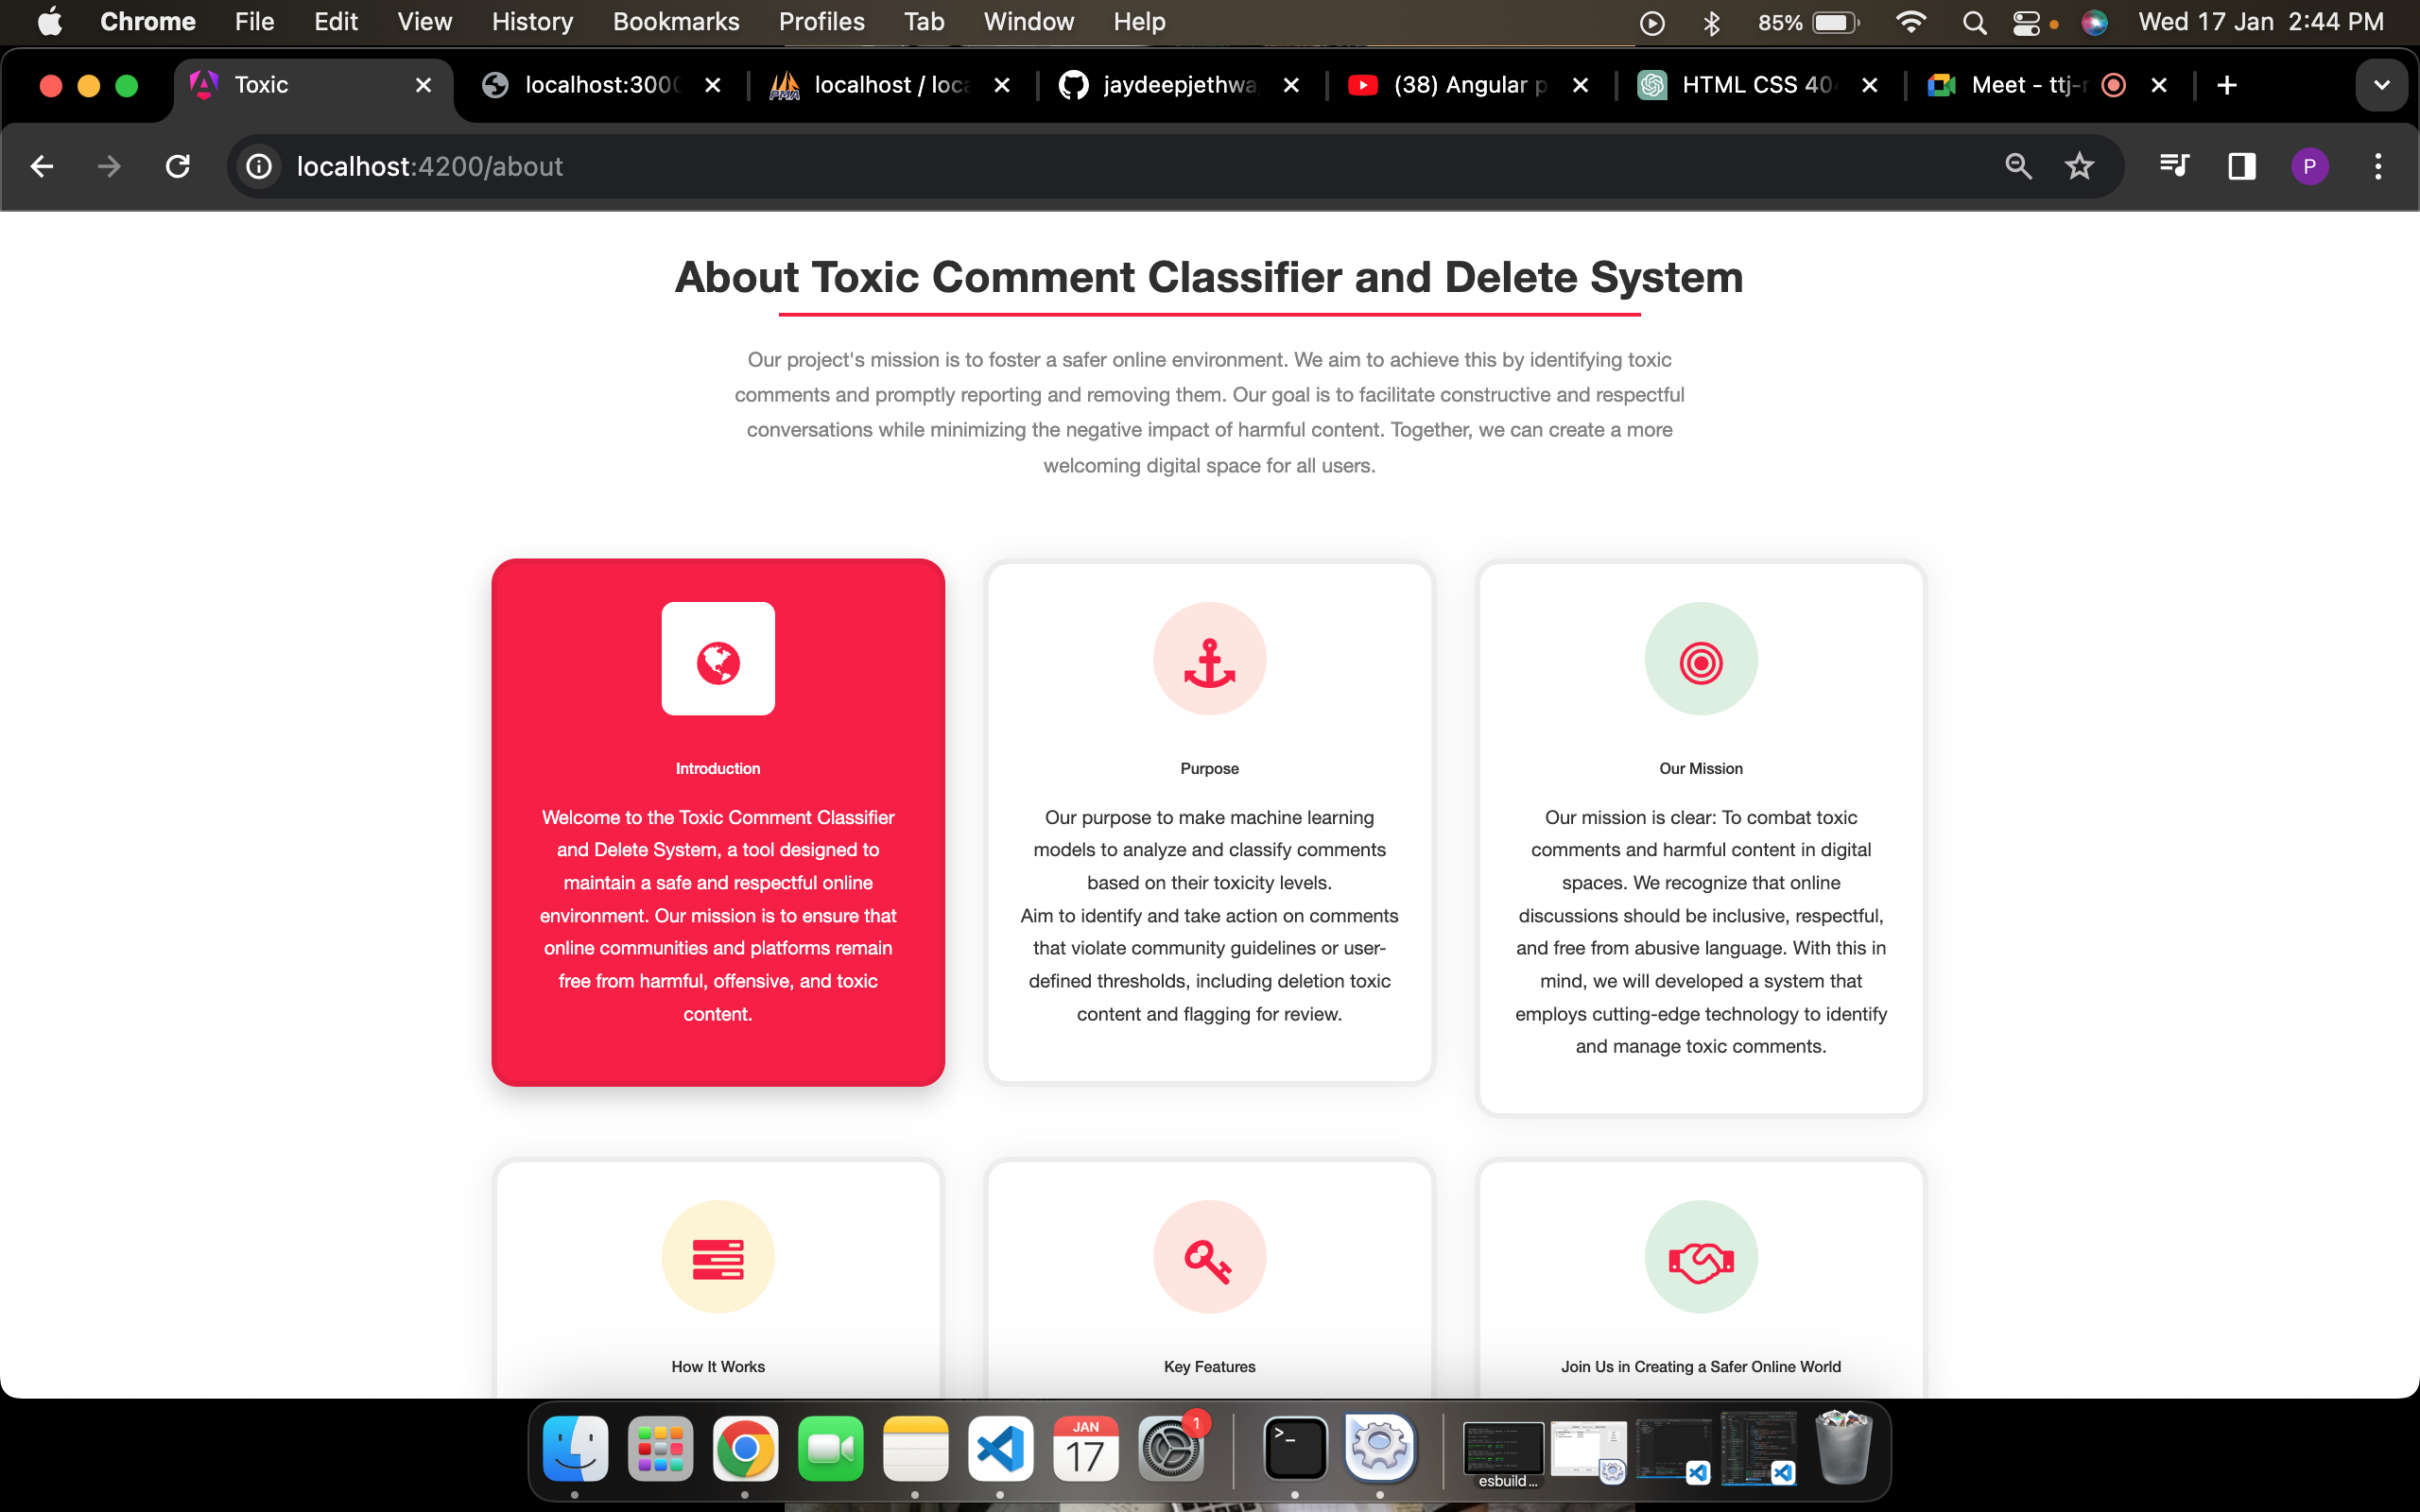 Chrome File Edit View History Bookmarks Profiles Tab Window Help 85% Wed 17 Jan 2:44 PM
Toxic localhost:3000 localhost / loca jaydeepjethwa (38) Angular p HTML CSS 404 Meet - ttj-
localhost:4200/about P
About Toxic Comment Classifier and Delete System
Our project's mission is to foster a safer online environment. We aim to achieve this by identifying toxic
comments and promptly reporting and removing them. Our goal is to facilitate constructive and respectful
conversations while minimizing the negative impact of harmful content. Together, we can create a more
welcoming digital space for all users.
Introduction
Welcome to the Toxic Comment Classifier
and Delete System, a tool designed to
maintain a safe and respectful online
environment. Our mission is to ensure that
online communities and platforms remain
free from harmful, offensive, and toxic
content.
Purpose
Our purpose to make machine learning
models to analyze and classify comments
based on their toxicity levels.
Aim to identify and take action on comments
that violate community guidelines or user-
defined thresholds, including deletion toxic
content and flagging for review.
Our Mission
Our mission is clear: To combat toxic
comments and harmful content in digital
spaces. We recognize that online
discussions should be inclusive, respectful,
and free from abusive language. With this in
mind, we will developed a system that
employs cutting-edge technology to identify
and manage toxic comments.
How It Works
Key Features
Join Us in Creating a Safer Online World
JAN
17
1
esbuild ...